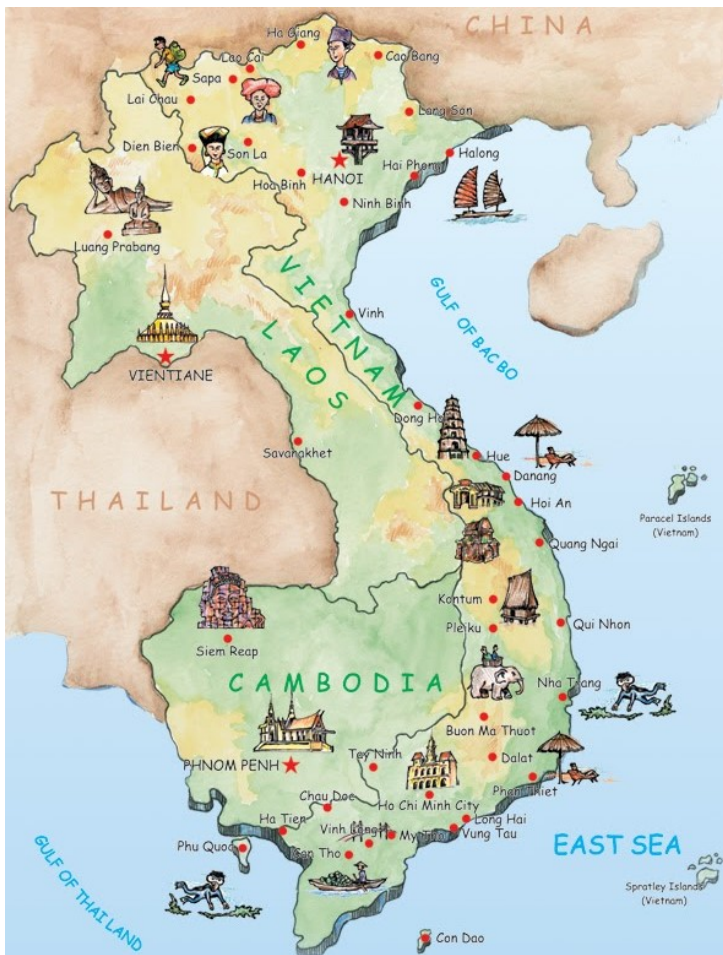 CHINA
Ha Giang
Cao Bang
Lao Cai
Sapa
Lai Chau
Lang Son
Dien Bien
Son La
Halong
Hai Phong
Hoa Binh
HANOI
Ninh Binh
Luang Prabang
VIETNAM
GULF OF BAC BO
Vinh
LAOS
VIENTIANE
Dong Ha
Savanakhet
Hue
Danang
THAILAND
Hoi An
Paracel Islands
(Vietnam)
Quang Ngai
Kontum
Pleiku
Qui Nhon
Siem Reap
CAMBODIA
Nha Trang
Buon Ma Thuot
Dalat
Tey Ninh
PHNOM PENH
Phan Thiet
Chau Doc
Ho Chi Minh City
Ha Tien
Long Hai
Vinh Long
My Tho
Vung Tau
Phu Quoc
Can Tho
EAST SEA
GULF OF THAILAND
Spratley Islands
(Vietnam)
Con Dao